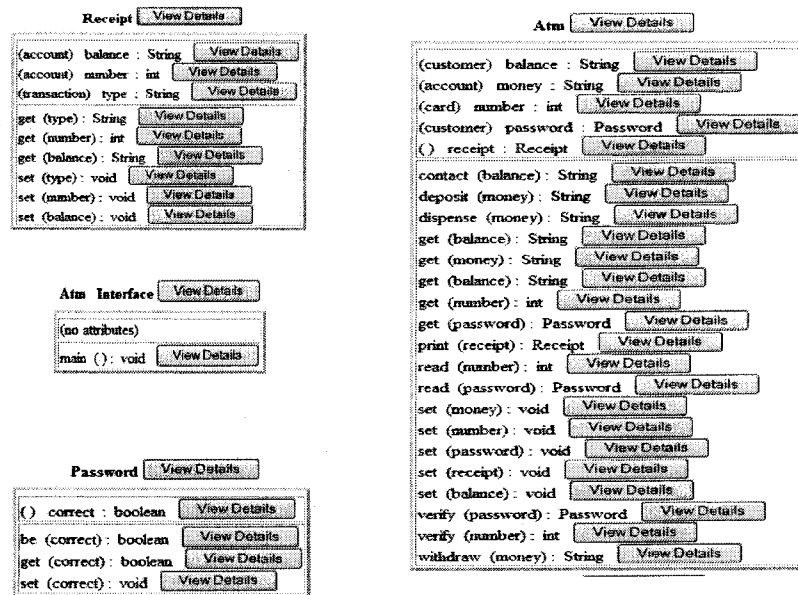 Receipt View Details
(account) balance : String View Details
(account) number : int View Details
(transaction) type : String View Details
get (type) : String View Details
get (number) : int View Details
get (balance) : String View Details
set (type) : void View Details
set (number) : void View Details
set (balance) : void View Details
Atm Interface View Details
(no attributes)
main () : void View Details
Password View Details
() correct : boolean View Details
be (correct) : boolean View Details
get (correct) : boolean View Details
set (correct) : void View Details
Atm View Details
(customer) balance : String View Details
(account) money : String View Details
(card) number : int View Details
(customer) password : Password View Details
() receipt : Receipt View Details
contact (balance) : String View Details
deposit (money) : String View Details
dispense (money) : String View Details
get (balance) : String View Details
get (money) : String View Details
get (balance) : String View Details
get (number) : int View Details
get (password) : Password View Details
print (receipt) : Receipt View Details
read (number) : int View Details
read (password) : Password View Details
set (money) : void View Details
set (number) : void View Details
set (password) : void View Details
set (receipt) : void View Details
set (balance) : void View Details
verify (password) : Password View Details
verify (number) : int View Details
withdraw (money) : String View Details